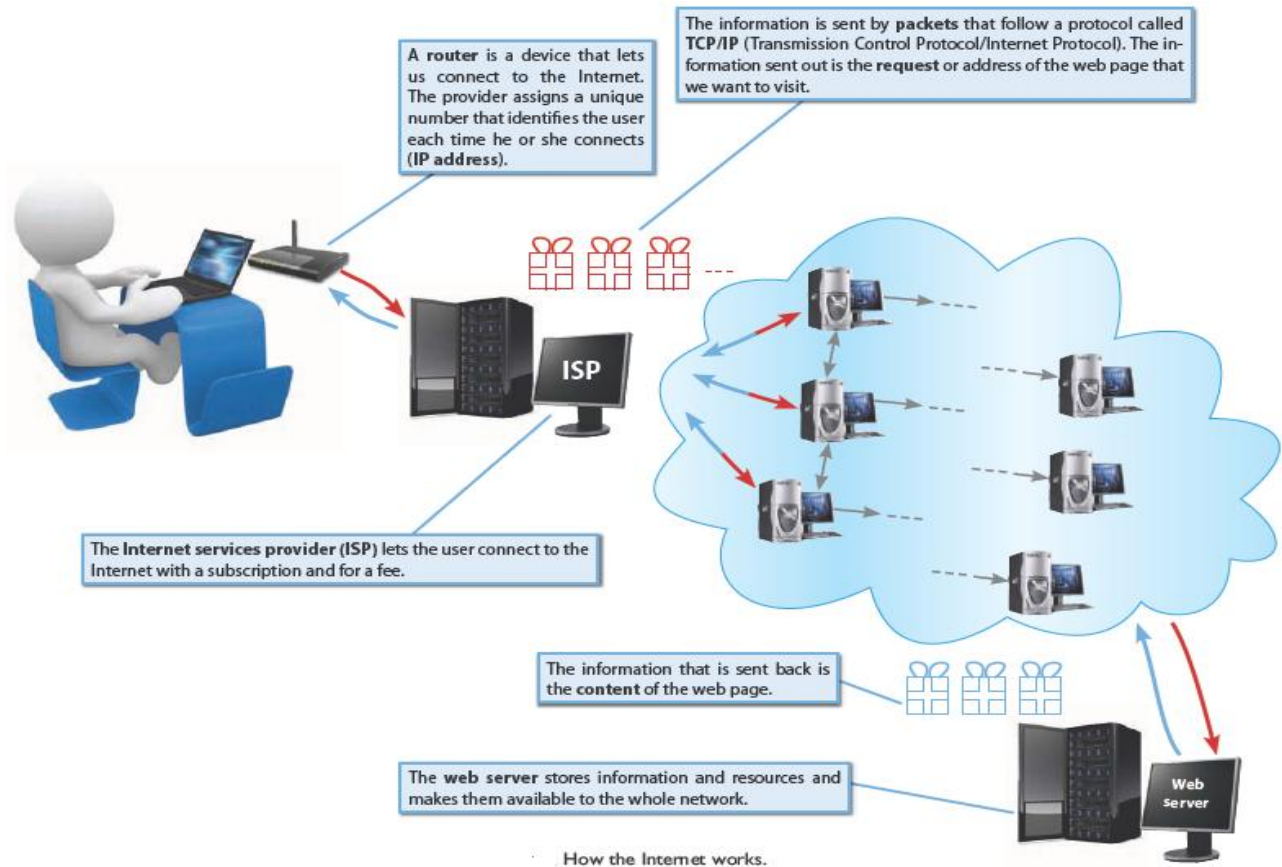 The information is sent by packets that follow a protocol called
TCP/IP (Transmission Control Protocol/Internet Protocol). The in-
formation sent out is the request or address of the web page that
we want to visit.
A router is a device that lets
us connect to the Internet.
The provider assigns a unique
number that identifies the user
each time he or she connects
(IP address).
ISP
The Internet services provider (ISP) lets the user connect to the
Internet with a subscription and for a fee.
The information that is sent back is
the content of the web page.
The web server stores information and resources and
makes them available to the whole network.
Web
server
How the Internet works.